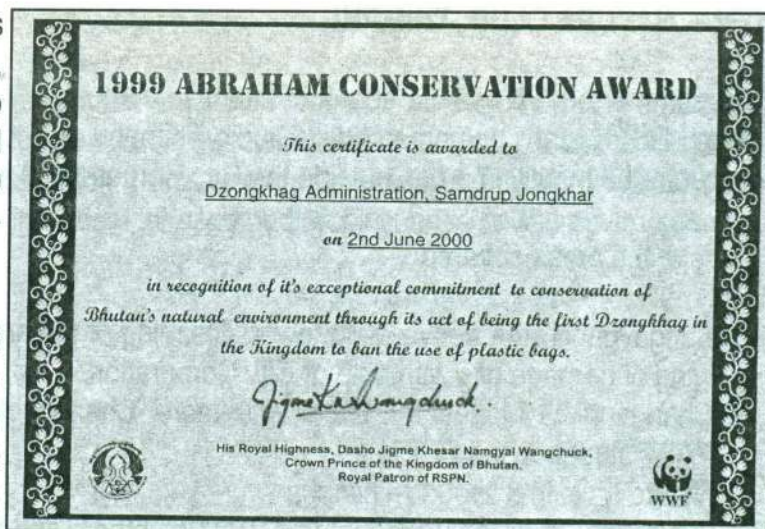 1999 ABRAHAM CONSERVATION AWARD
This certificate is awarded to
Dzongkhag Administration, Samdrup Jongkhar
on 2nd June 2000
in recognition of it's exceptional commitment to conservation of
Bhutan's natural environment through its act of being the first Dzongkhag in
the Kingdom to ban the use of plastic bags.
His Royal Highness, Dasho Jigme Khesar Namgyal Wangchuck,
Crown Prince of the Kingdom of Bhutan.
Royal Patron of RSPN.
WWF